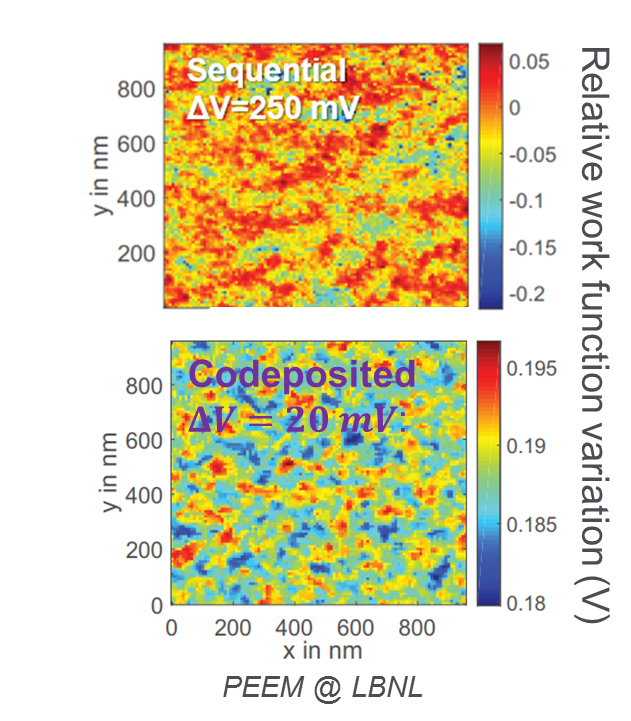 Sequential
ΔV=250 mV
y in nm
800
600
400
200
0.05
0
-0.05
-0.1
-0.15
-0.2
Relative work function variation (V)
Codeposited
ΔV = 20 mV:
y in nm
800
600
400
200
0
0.195
0.19
0.185
0.18
0 200 400 600 800
x in nm
PEEM @ LBNL